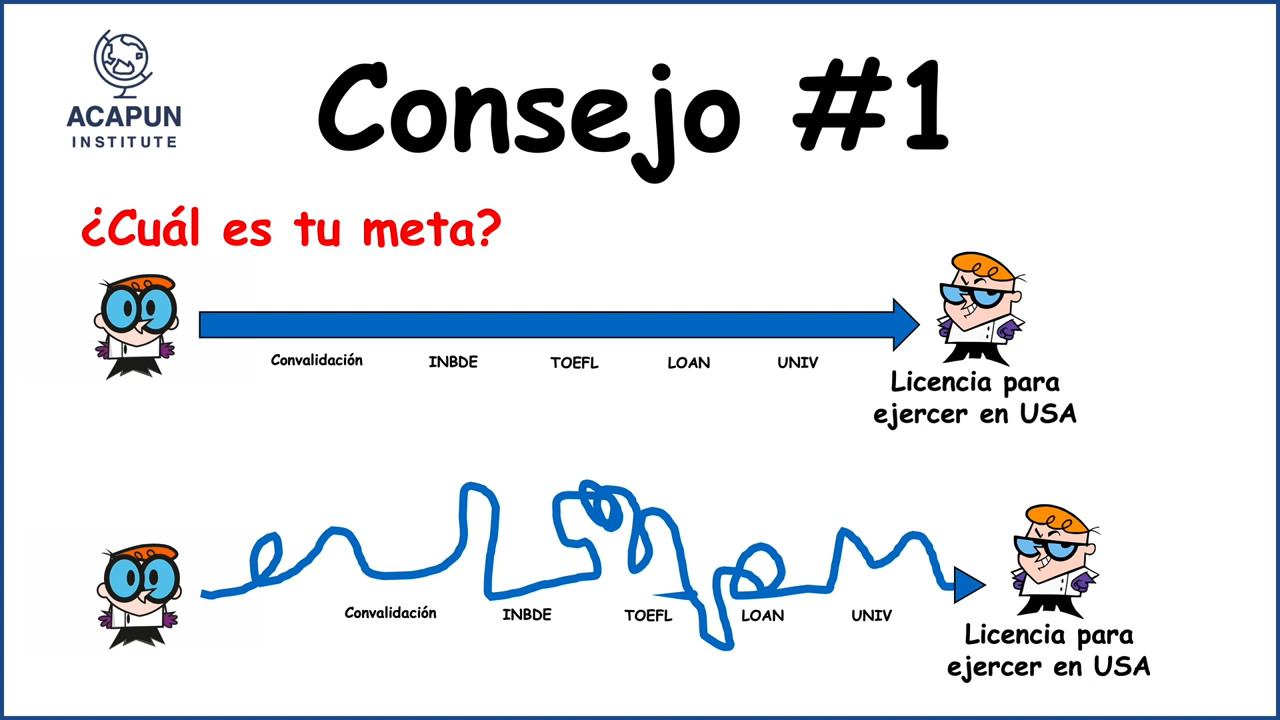 ACAPUN
INSTITUTE
Consejo #1
¿Cuál es tu meta?
Convalidación INBDE TOEFL LOAN UNIV
Licencia para
ejercer en USA
Convalidación INBDE TOEFL LOAN UNIV
Licencia para
ejercer en USA